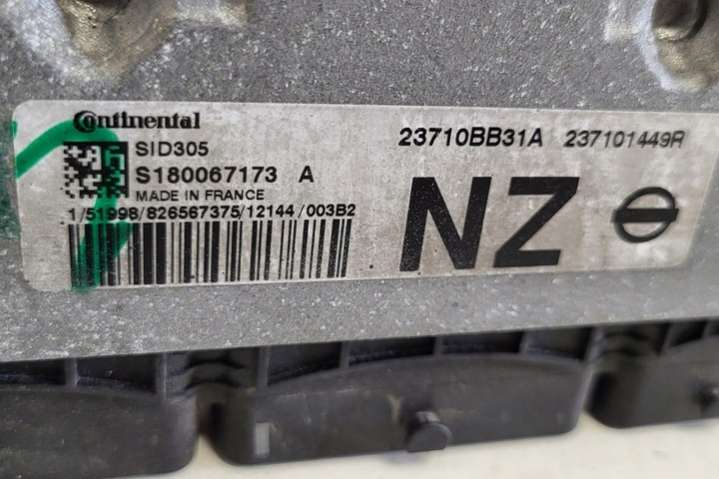 Continental
SID305
S180067173 A
MADE IN FRANCE
1/51998/826567375/12144/003B2
23710BB31A 237101449R
NZ